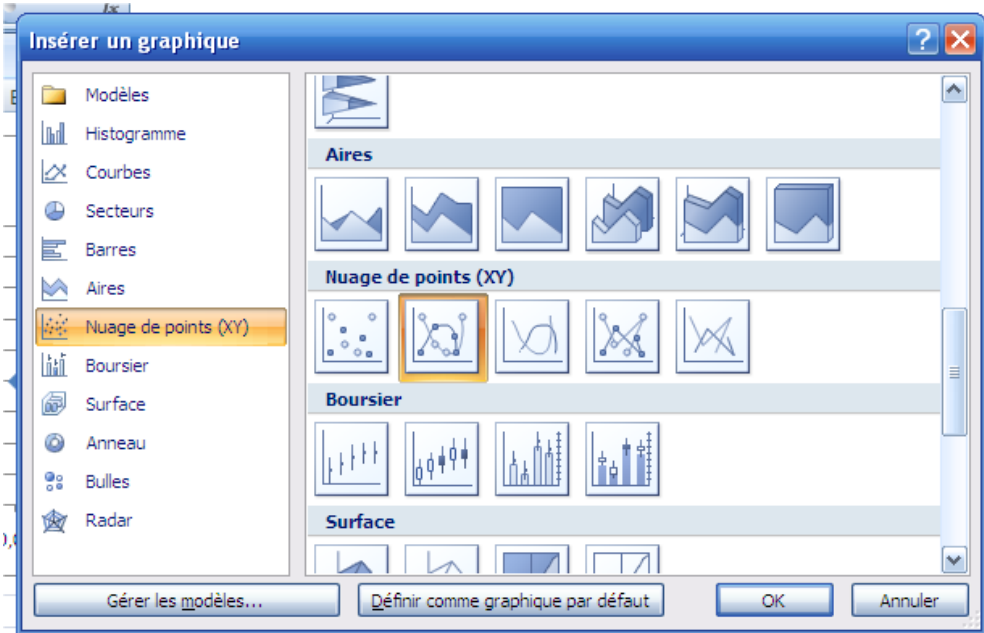 Insérer un graphique
Modèles
Histogramme
Courbes
Secteurs
Barres
Aires
Nuage de points (XY)
Boursier
Surface
Anneau
Bulles
Radar
Aires
Nuage de points (XY)
Boursier
Surface
Gérer les modèles...
Définir comme graphique par défaut
OK
Annuler